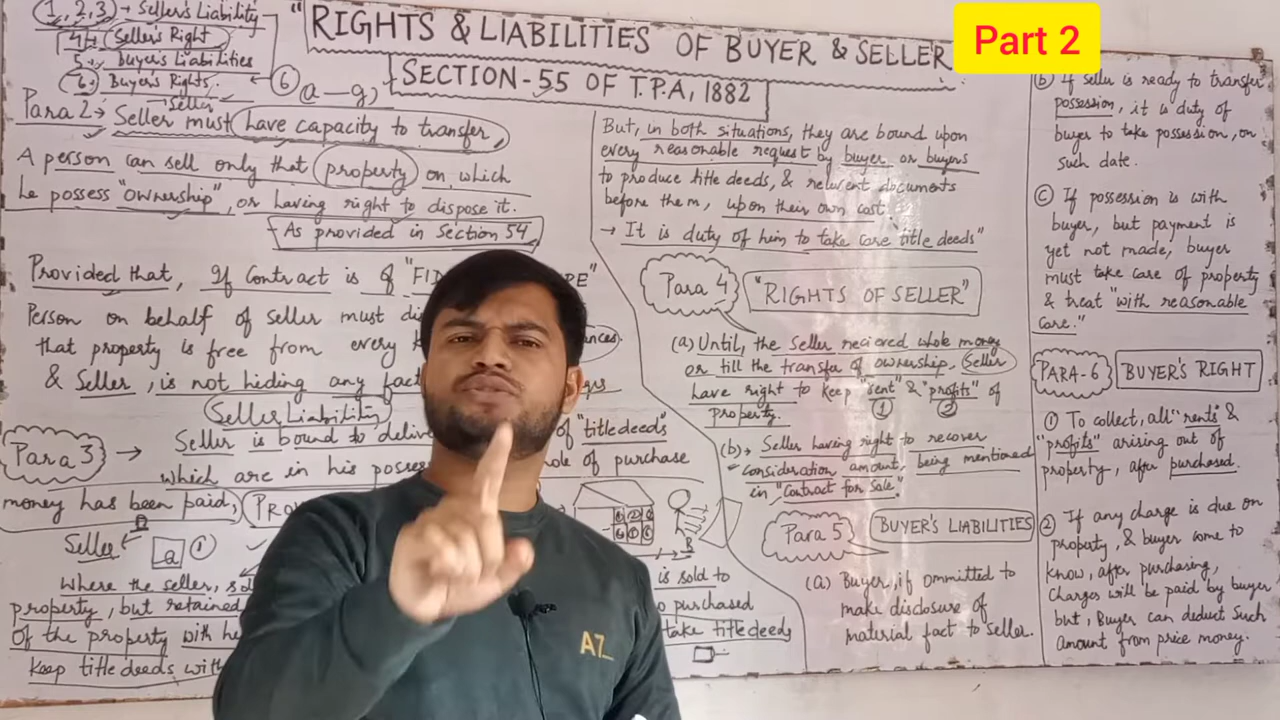 1, 2, 3) → Seller's Liability
4 → Seller's Right
5 → Buyer's Liabilities
6. Buyer's Rights.
"RIGHTS & LIABILITIES OF BUYER & SELLER
Part 2
⑥ (a-g)
SECTION-55 OF T.P.A, 1882
Seller
Para 2 → Seller must have capacity to transfer,
A person can sell only that property on which
he possess "ownership", or having right to dispose it.
As provided in Section 54
Provided that, If Contract is of
Person on behalf of seller must
that property is free from every
& Seller, is not hiding any
Seller Liability
Para 3 → Seller is bound to of "titledeeds"
which are in his of purchase
money has been paid,
Seller a ①
Where the seller,
property, but retained
of the property with
keep titledeeds
is sold to
purchased
take titledeeds
But, in both situations, they are bound upon
every reasonable request by buyer or buyers
to produce title deeds, & relevent documents
before them, upon their own cost.
→ It is duty of him to take care title deeds"
Para 4 "RIGHTS OF SELLER"
(a) Until, the seller recieved whole money
or till the transfer of ownership, Seller
have right to keep "rent" & "profits" of
① ②
property.
(b) → Seller having right to recover
consideration amount, being mentioned
in "Contract for Sale."
Para 5 BUYER'S LIABILITIES
(a) Buyer, if ommitted to
make disclosure of
material fact to seller.
(b) If seller is ready to transfer
possession, it is duty of
buyer to take possession, on
such date.
(c) If possession is with
buyer, but payment is
yet not made, buyer
must take care of property
& treat "with reasonable
care."
PARA-6 BUYER'S RIGHT
① To collect, all "rents" &
"profits" arising out of
property, after purchased.
② If any charge is due on
property, & buyer come to
know, after purchasing,
Charges will be paid by buyer
but, Buyer can deduct such
amount from price money.
A7_